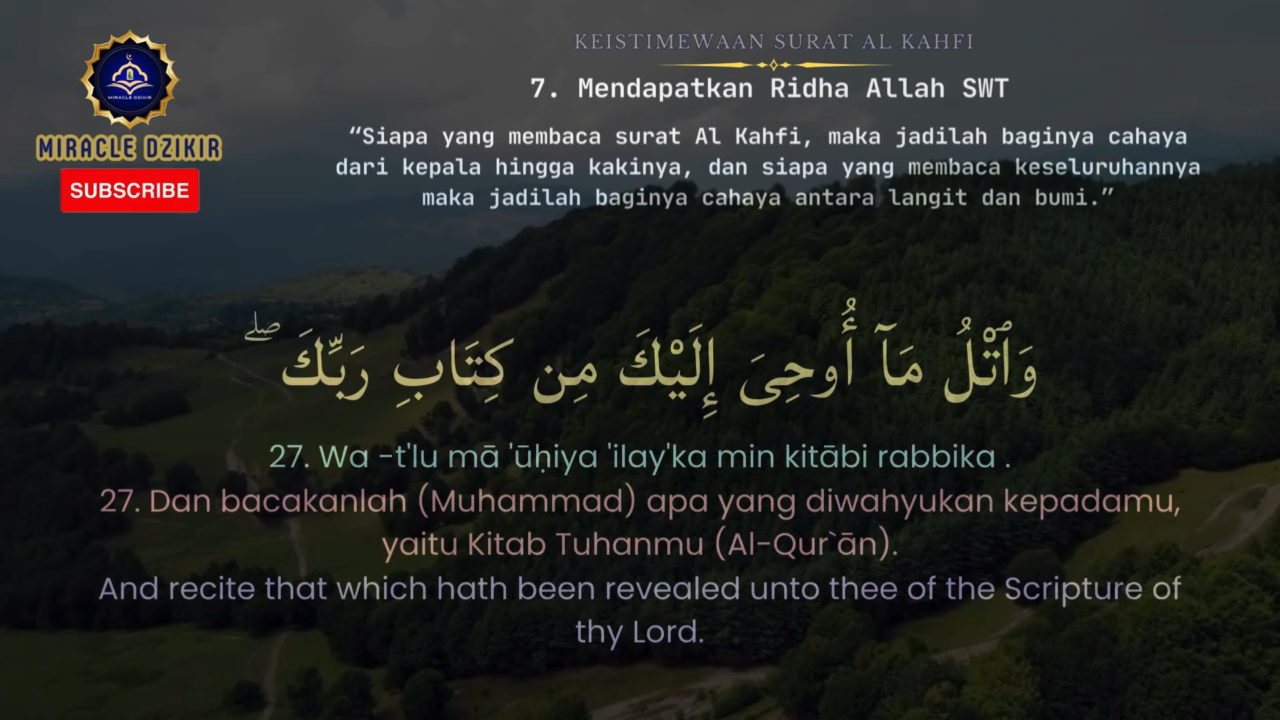 MIRACLE DZIKIR
MIRACLE DZIKIR
SUBSCRIBE
KEISTIMEWAAN SURAT AL KAHFI
7. Mendapatkan Ridha Allah SWT
“Siapa yang membaca surat Al Kahfi, maka jadilah baginya cahaya
dari kepala hingga kakinya, dan siapa yang membaca keseluruhannya
maka jadilah baginya cahaya antara langit dan bumi.”
وَٱتْلُ مَآ أُوحِىَ إِلَيْكَ مِن كِتَابِ رَبِّكَ ۖ
27. Wa -t'lu mā 'ūḥiya 'ilay'ka min kitābi rabbika .
27. Dan bacakanlah (Muhammad) apa yang diwahyukan kepadamu,
yaitu Kitab Tuhanmu (Al-Qur`ān).
And recite that which hath been revealed unto thee of the Scripture of
thy Lord.